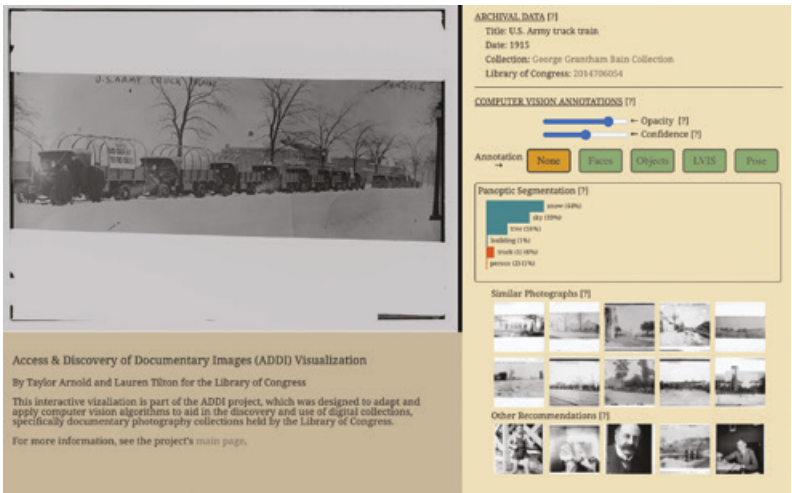 U.S. ARMY TRUCK TRAIN
Access & Discovery of Documentary Images (ADDI) Visualization
By Taylor Arnold and Lauren Tilton for the Library of Congress
This interactive vizaliation is part of the ADDI project, which was designed to adapt and
apply computer vision algorithms to aid in the discovery and use of digital collections,
specifically documentary photography collections held by the Library of Congress.
For more information, see the project's main page.
ARCHIVAL DATA [?]
Title: U.S. Army truck train
Date: 1915
Collection: George Grantham Bain Collection
Library of Congress: 2014706054
COMPUTER VISION ANNOTATIONS [?]
← Opacity [?]
← Confidence [?]
Annotation
→
None
Faces
Objects
LVIS
Pose
Panoptic Segmentation [?]
snow (44%)
sky (33%)
tree (16%)
building (1%)
truck (5) (6%)
person (2) (1%)
Similar Photographs [?]
Other Recommendations [?]